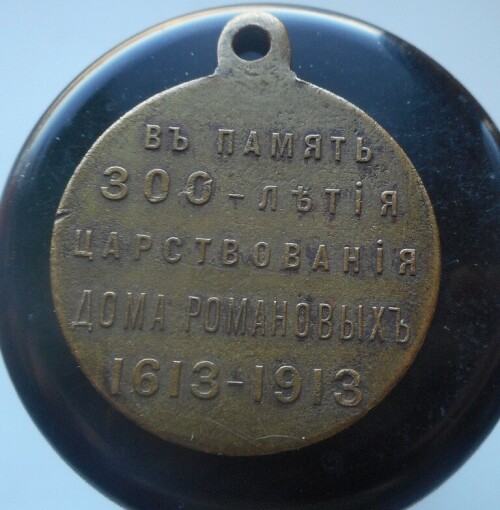 ВЪ ПАМЯТЬ
300-ЛѢТІЯ
ЦАРСТВОВАНІЯ
ДОМА РОМАНОВЫХЪ
1613-1913